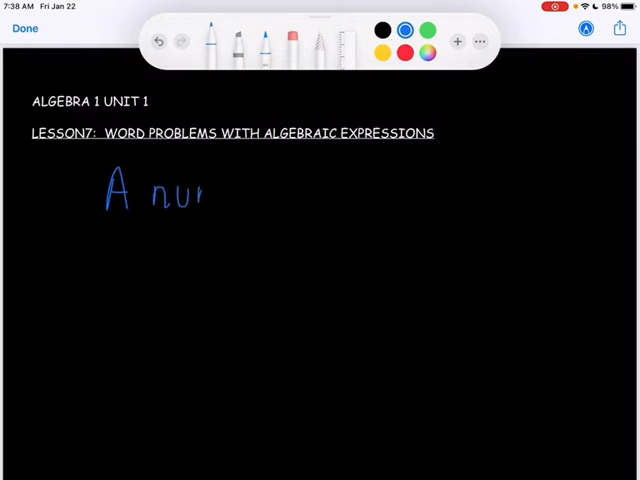 7:38 AM Fri Jan 22 98%
Done
ALGEBRA 1 UNIT 1
LESSON7: WORD PROBLEMS WITH ALGEBRAIC EXPRESSIONS
A nur